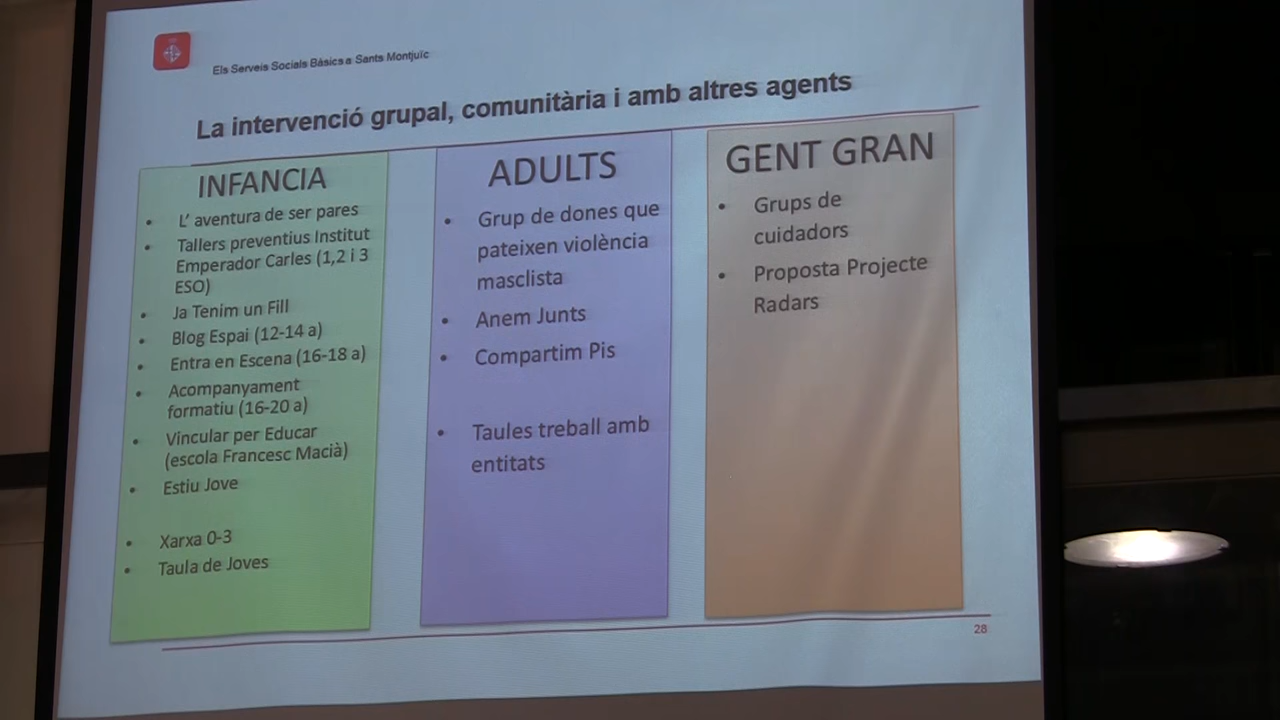 Els Serveis Socials Bàsics a Sants Montjuïc
La intervenció grupal, comunitària i amb altres agents
INFANCIA
• L' aventura de ser pares
• Tallers preventius Institut
Emperador Carles (1,2 i 3
ESO)
• Ja Tenim un Fill
• Blog Espai (12-14 a)
• Entra en Escena (16-18 a)
• Acompanyament
formatiu (16-20 a)
• Vincular per Educar
(escola Francesc Macià)
• Estiu Jove
• Xarxa 0-3
• Taula de Joves
ADULTS
• Grup de dones que
pateixen violència
masclista
• Anem Junts
• Compartim Pis
• Taules treball amb
entitats
GENT GRAN
• Grups de
cuidadors
• Proposta Projecte
Radars
28